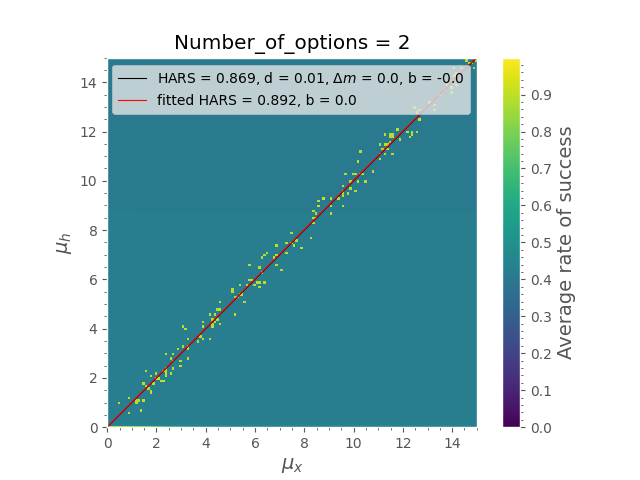 Number_of_options = 2
HARS = 0.869, d = 0.01, Δm = 0.0, b = -0.0
fitted HARS = 0.892, b = 0.0
14
12
10
8
6
4
2
0
μh
0 2 4 6 8 10 12 14
μx
0.9
0.8
0.7
0.6
0.5
0.4
0.3
0.2
0.1
0.0
Average rate of success